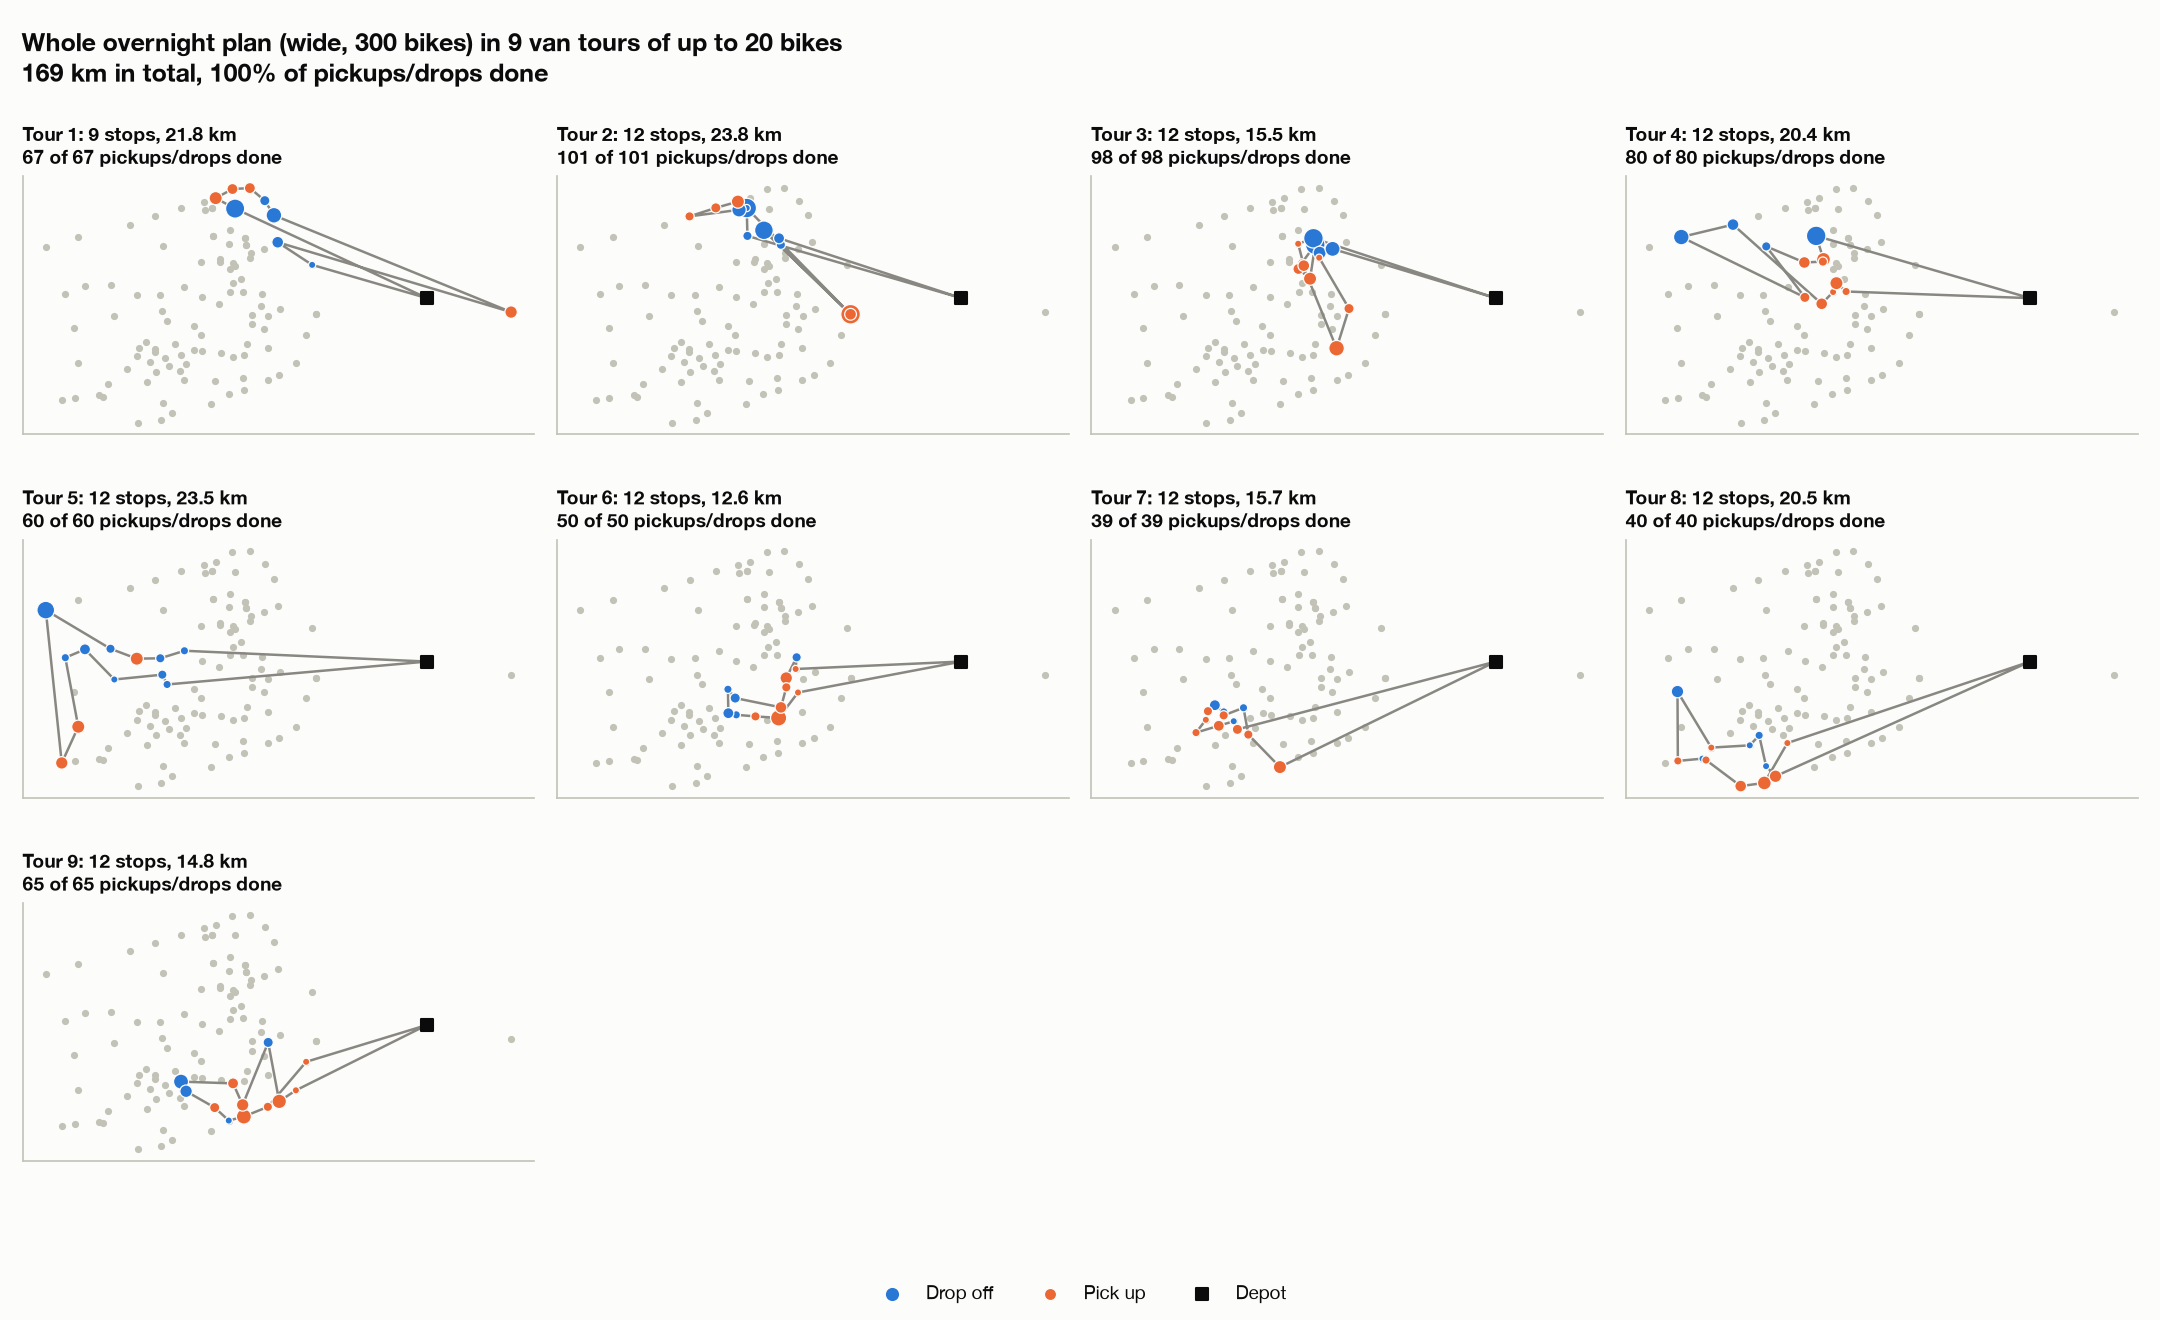 Whole overnight plan (wide, 300 bikes) in 9 van tours of up to 20 bikes
169 km in total, 100% of pickups/drops done
Tour 1: 9 stops, 21.8 km
67 of 67 pickups/drops done
Tour 2: 12 stops, 23.8 km
101 of 101 pickups/drops done
Tour 3: 12 stops, 15.5 km
98 of 98 pickups/drops done
Tour 4: 12 stops, 20.4 km
80 of 80 pickups/drops done
Tour 5: 12 stops, 23.5 km
60 of 60 pickups/drops done
Tour 6: 12 stops, 12.6 km
50 of 50 pickups/drops done
Tour 7: 12 stops, 15.7 km
39 of 39 pickups/drops done
Tour 8: 12 stops, 20.5 km
40 of 40 pickups/drops done
Tour 9: 12 stops, 14.8 km
65 of 65 pickups/drops done
Drop off
Pick up
Depot